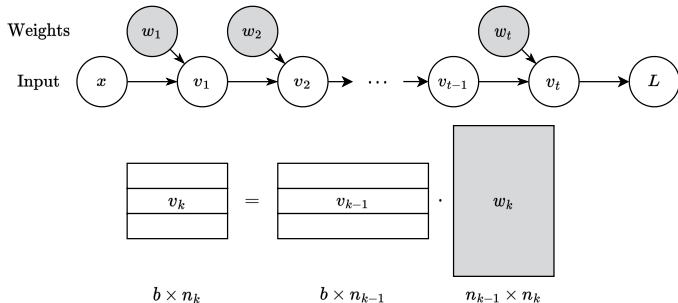 Weights w₁ w₂ wₜ
Input x v₁ v₂ ⋯ vₜ₋₁ vₜ L
vₖ = vₖ₋₁ · wₖ
b × nₖ b × nₖ₋₁ nₖ₋₁ × nₖ